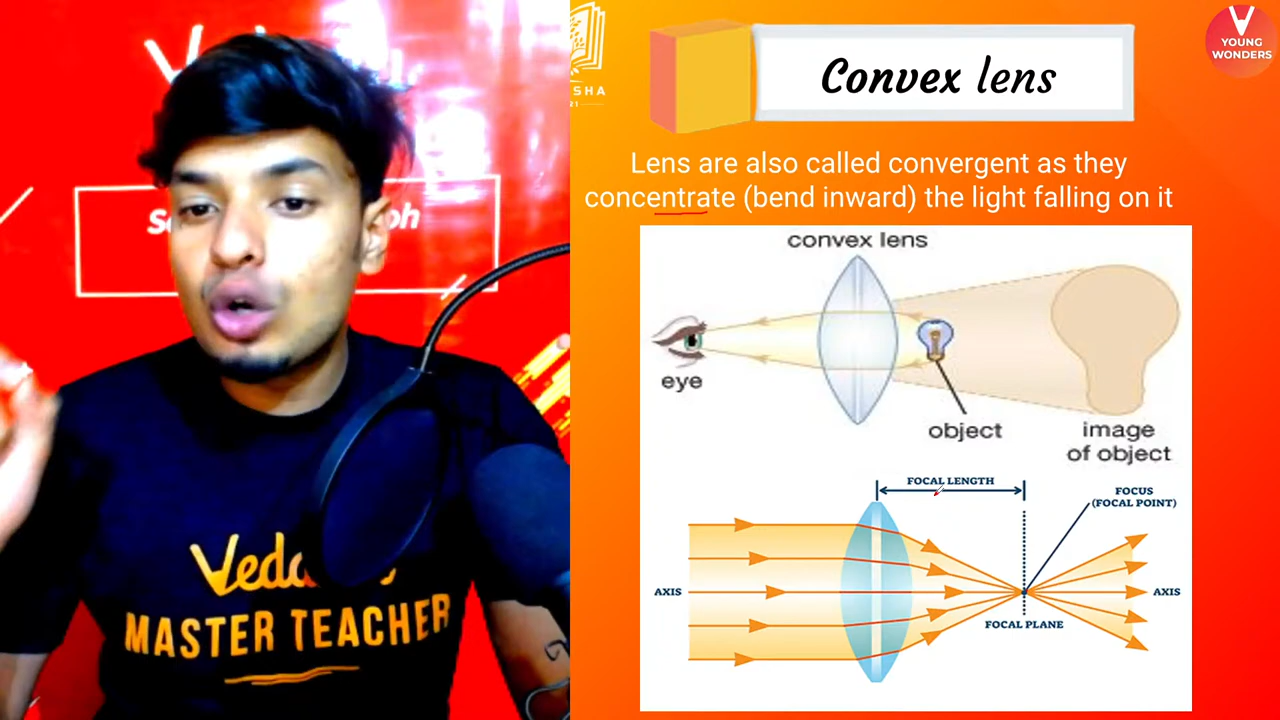 YOUNG
WONDERS
Convex lens
Lens are also called convergent as they
concentrate (bend inward) the light falling on it
convex lens
eye
object
image
of object
FOCAL LENGTH
FOCUS
(FOCAL POINT)
AXIS
AXIS
FOCAL PLANE
MASTER TEACHER